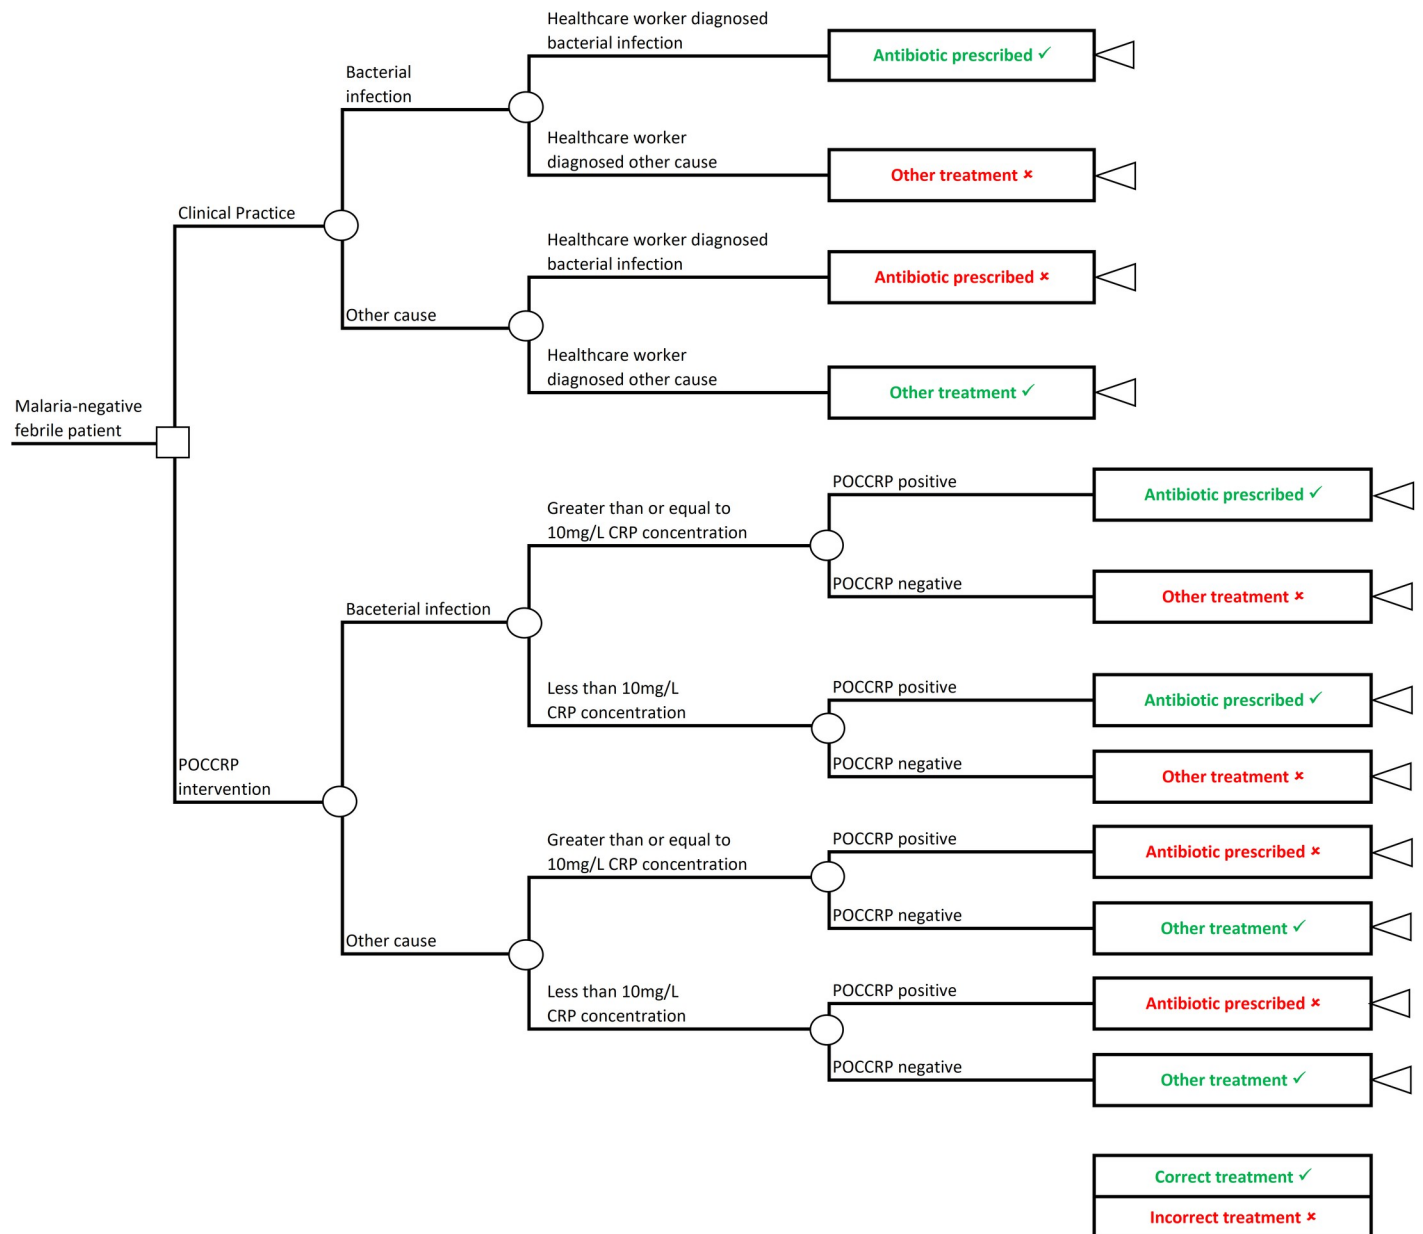 Healthcare worker diagnosed
bacterial infection
Antibiotic prescribed ✓
Bacterial
infection
Healthcare worker
diagnosed other cause
Other treatment ✗
Clinical Practice
Healthcare worker diagnosed
bacterial infection
Antibiotic prescribed ✗
Other cause
Healthcare worker
diagnosed other cause
Other treatment ✓
Malaria-negative
febrile patient
POCCRP positive
Antibiotic prescribed ✓
Greater than or equal to
10mg/L CRP concentration
POCCRP negative
Other treatment ✗
Baceterial infection
Less than 10mg/L
CRP concentration
POCCRP positive
Antibiotic prescribed ✓
POCCRP negative
Other treatment ✗
POCCRP
intervention
Greater than or equal to
10mg/L CRP concentration
POCCRP positive
Antibiotic prescribed ✗
POCCRP negative
Other treatment ✓
Other cause
Less than 10mg/L
CRP concentration
POCCRP positive
Antibiotic prescribed ✗
POCCRP negative
Other treatment ✓
Correct treatment ✓
Incorrect treatment ✗